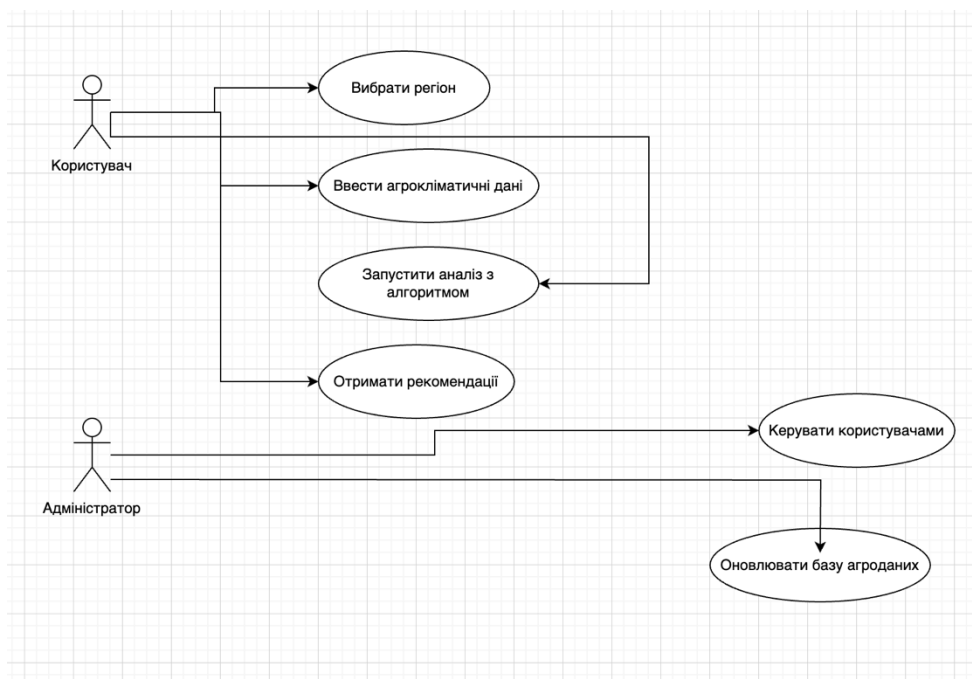 Вибрати регіон
Користувач
Ввести агрокліматичні дані
Запустити аналіз з
алгоритмом
Отримати рекомендації
Керувати користувачами
Адміністратор
Оновлювати базу агроданих